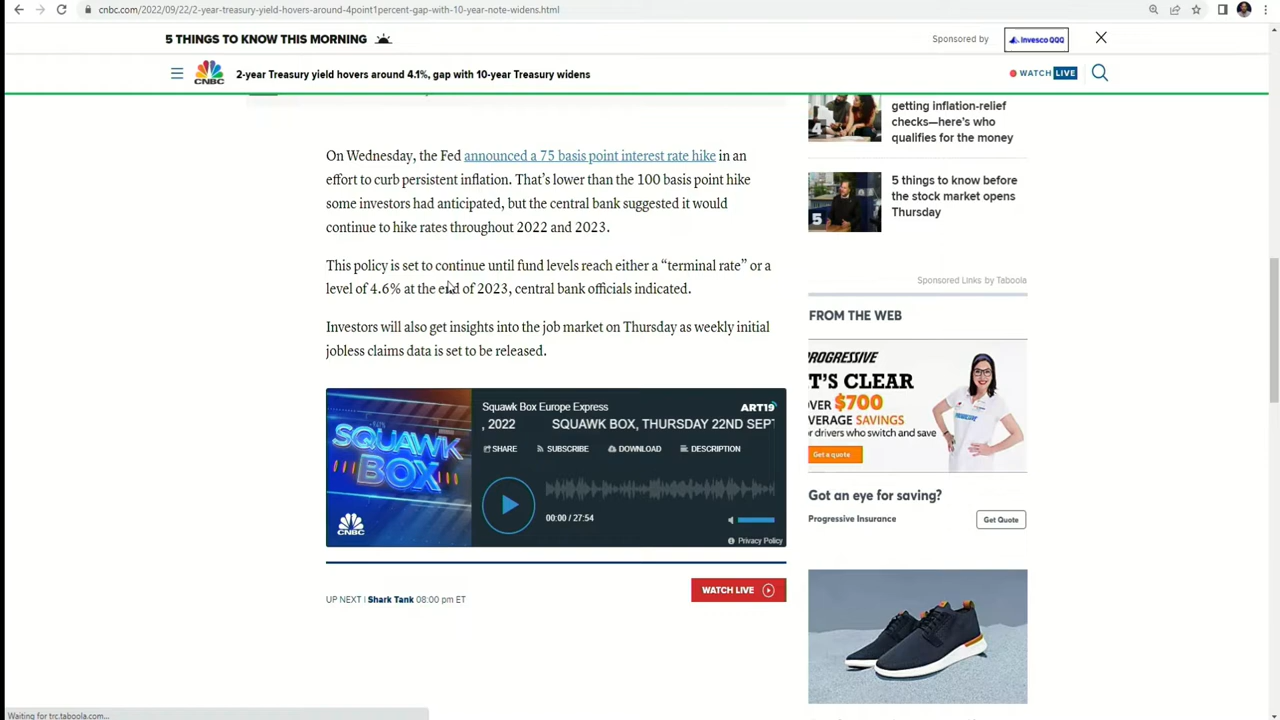 cnbc.com/2022/09/22/2-year-treasury-yield-hovers-around-4point1percent-gap-with-10-year-note-widens.html
5 THINGS TO KNOW THIS MORNING
Sponsored by
Invesco QQQ
CNBC
2-year Treasury yield hovers around 4.1%, gap with 10-year Treasury widens
WATCH LIVE
On Wednesday, the Fed announced a 75 basis point interest rate hike in an
effort to curb persistent inflation. That's lower than the 100 basis point hike
some investors had anticipated, but the central bank suggested it would
continue to hike rates throughout 2022 and 2023.
This policy is set to continue until fund levels reach either a “terminal rate” or a
level of 4.6% at the end of 2023, central bank officials indicated.
Investors will also get insights into the job market on Thursday as weekly initial
jobless claims data is set to be released.
SQUAWK
BOX
CNBC
Squawk Box Europe Express
ART19
, 2022 SQUAWK BOX, THURSDAY 22ND SEPT
SHARE SUBSCRIBE DOWNLOAD DESCRIPTION
00:00 / 27:54
Privacy Policy
UP NEXT | Shark Tank 08:00 pm ET
WATCH LIVE
4
getting inflation-relief
checks—here's who
qualifies for the money
5
5 things to know before
the stock market opens
Thursday
Sponsored Links by Taboola
FROM THE WEB
ROGRESSIVE
T'S CLEAR
VER $700
VERAGE SAVINGS
or drivers who switch and save
Get a quote
Got an eye for saving?
Progressive Insurance
Get Quote
Waiting for trc.taboola.com...